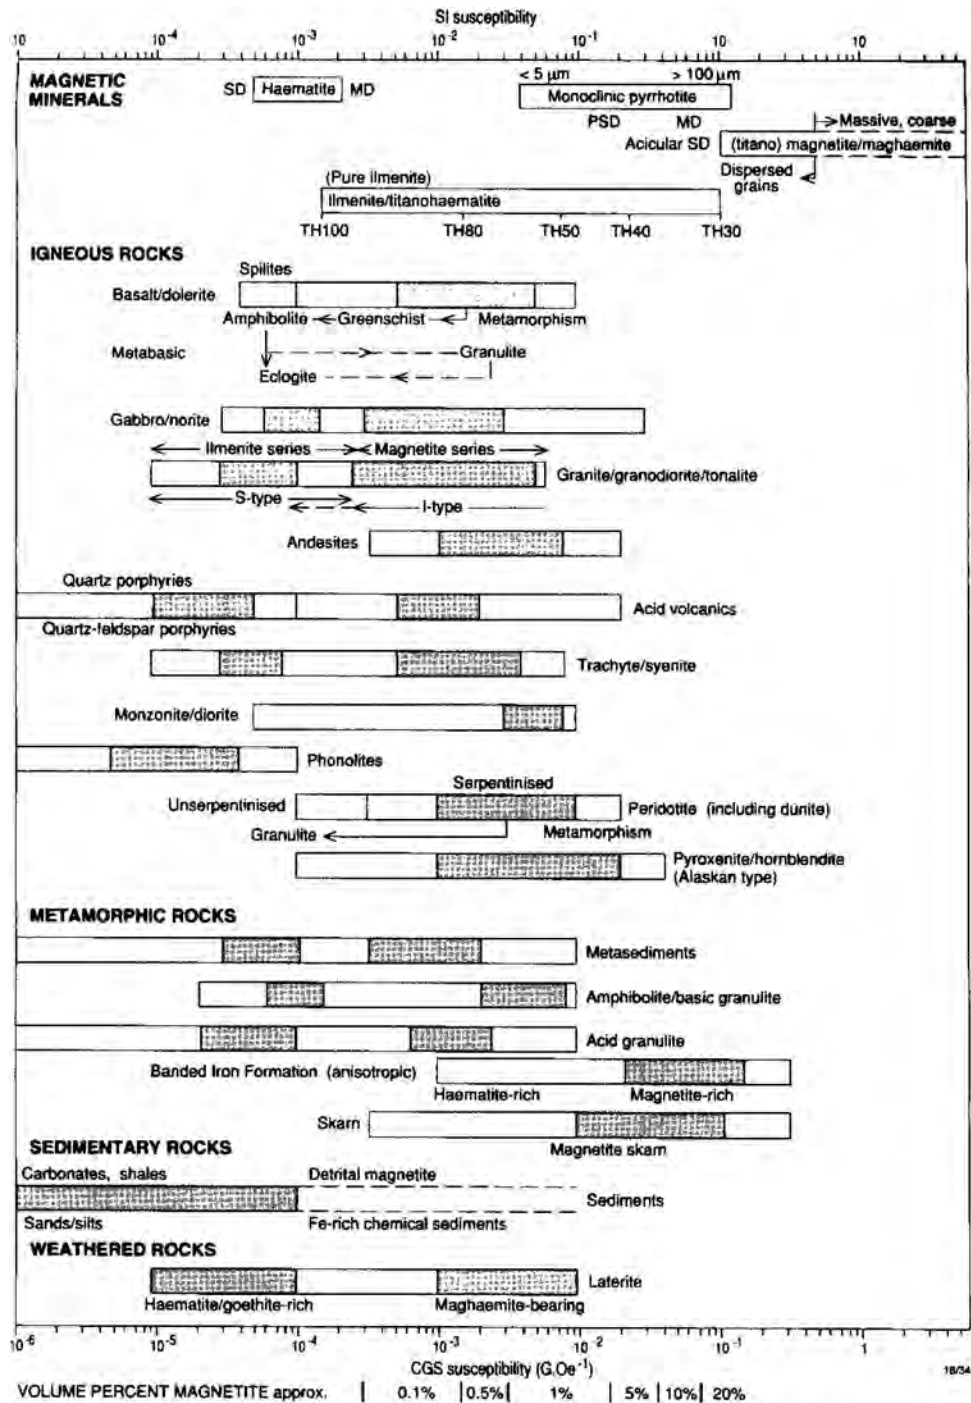 SI susceptibility
10 10⁻⁴ 10⁻³ 10⁻² 10⁻¹ 10 10
MAGNETIC MINERALS
< 5 µm > 100 µm
SD Haematite MD
Monoclinic pyrrhotite
PSD MD
Massive, coarse
Acicular SD (titano) magnetite/maghaemite
Dispersed grains
(Pure ilmenite)
Ilmenite/titanohaematite
TH100 TH80 TH50 TH40 TH30
IGNEOUS ROCKS
Spilites
Basalt/dolerite
Amphibolite Greenschist Metamorphism
Metabasic Granulite
Eclogite
Gabbro/norite
Ilmenite series Magnetite series
Granite/granodiorite/tonalite
S-type I-type
Andesites
Quartz porphyries
Acid volcanics
Quartz-feldspar porphyries
Trachyte/syenite
Monzonite/diorite
Phonolites
Serpentinised
Unserpentinised Peridotite (including dunite)
Granulite Metamorphism
Pyroxenite/hornblendite
(Alaskan type)
METAMORPHIC ROCKS
Metasediments
Amphibolite/basic granulite
Acid granulite
Banded Iron Formation (anisotropic)
Haematite-rich Magnetite-rich
Skarn
Magnetite skarn
SEDIMENTARY ROCKS
Carbonates, shales Detrital magnetite
Sediments
Sands/silts Fe-rich chemical sediments
WEATHERED ROCKS
Laterite
Haematite/goethite-rich Maghaemite-bearing
10⁻⁶ 10⁻⁵ 10⁻⁴ 10⁻³ 10⁻² 10⁻¹ 1
CGS susceptibility (G.Oe⁻¹)
18/34
VOLUME PERCENT MAGNETITE approx. | 0.1% | 0.5% | 1% | 5% | 10% | 20%